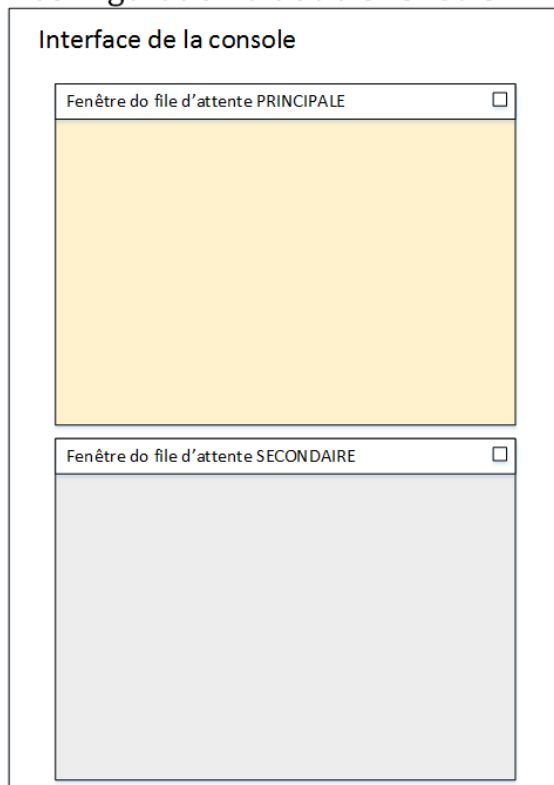 Interface de la console
Fenêtre do file d'attente PRINCIPALE
Fenêtre do file d'attente SECONDAIRE